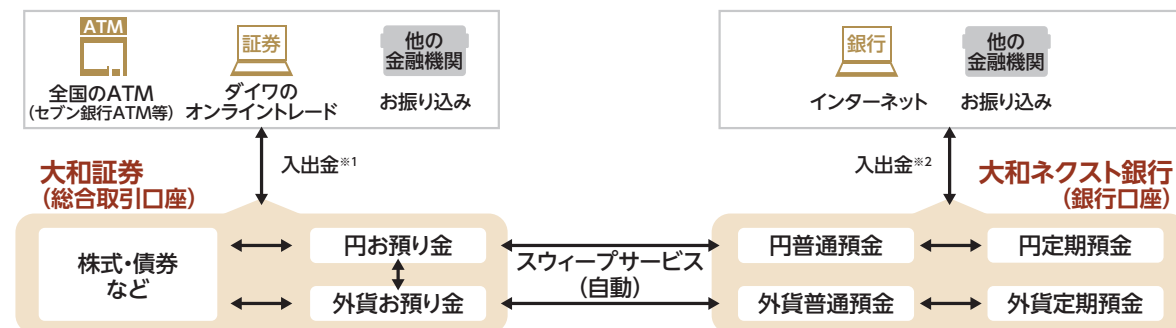 ATM
全国のATM
(セブン銀行ATM等)
証券
ダイワの
オンライントレード
他の
金融機関
お振り込み
銀行
インターネット
他の
金融機関
お振り込み
入出金※1
入出金※2
大和証券
(総合取引口座)
大和ネクスト銀行
(銀行口座)
株式・債券
など
円お預り金
外貨お預り金
スウィープサービス
(自動)
円普通預金
円定期預金
外貨普通預金
外貨定期預金